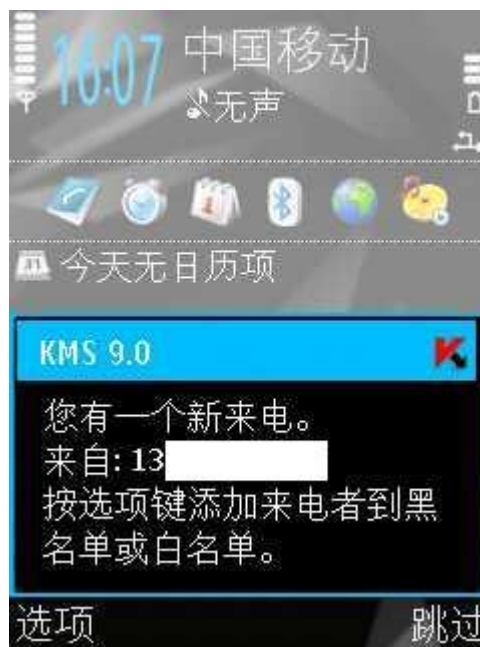 16:07
中国移动
无声
今天无日历项
KMS 9.0
您有一个新来电。
来自: 13
按选项键添加来电者到黑
名单或白名单。
选项 跳过